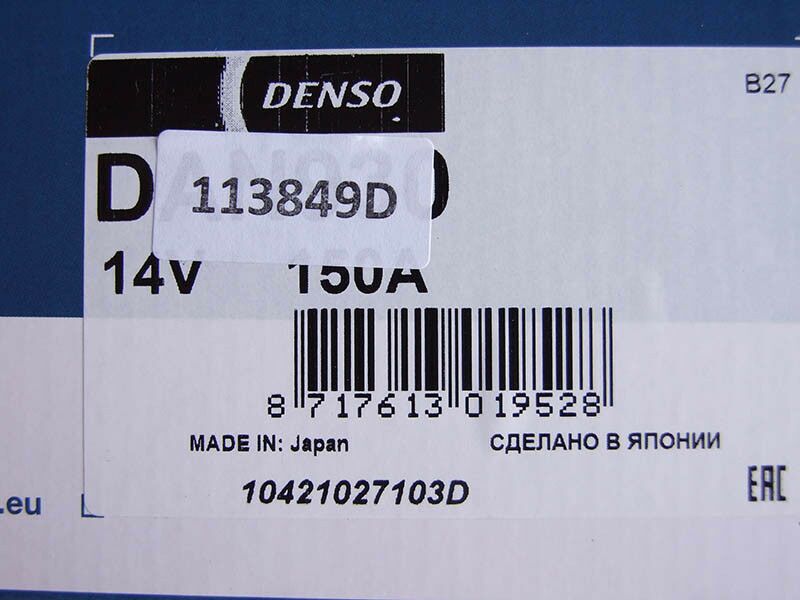 DENSO
B27
113849D
14V 150A
8 717613 019528
MADE IN: Japan СДЕЛАНО В ЯПОНИИ
10421027103D
EAC
.eu